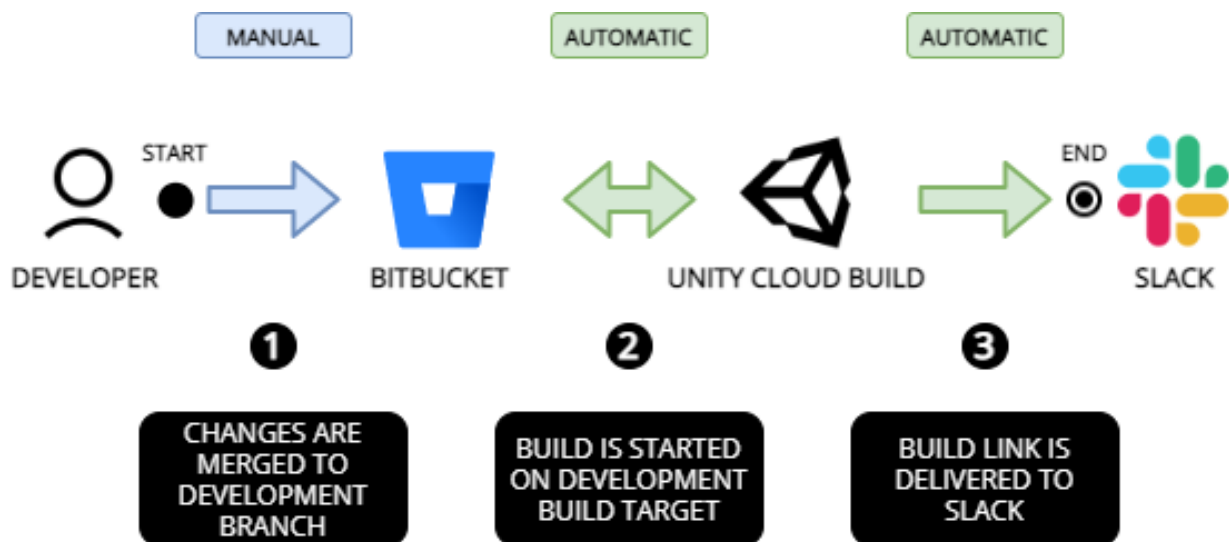 MANUAL
AUTOMATIC
AUTOMATIC
START
END
DEVELOPER
BITBUCKET
UNITY CLOUD BUILD
SLACK
1
2
3
CHANGES ARE
MERGED TO
DEVELOPMENT
BRANCH
BUILD IS STARTED
ON DEVELOPMENT
BUILD TARGET
BUILD LINK IS
DELIVERED TO
SLACK